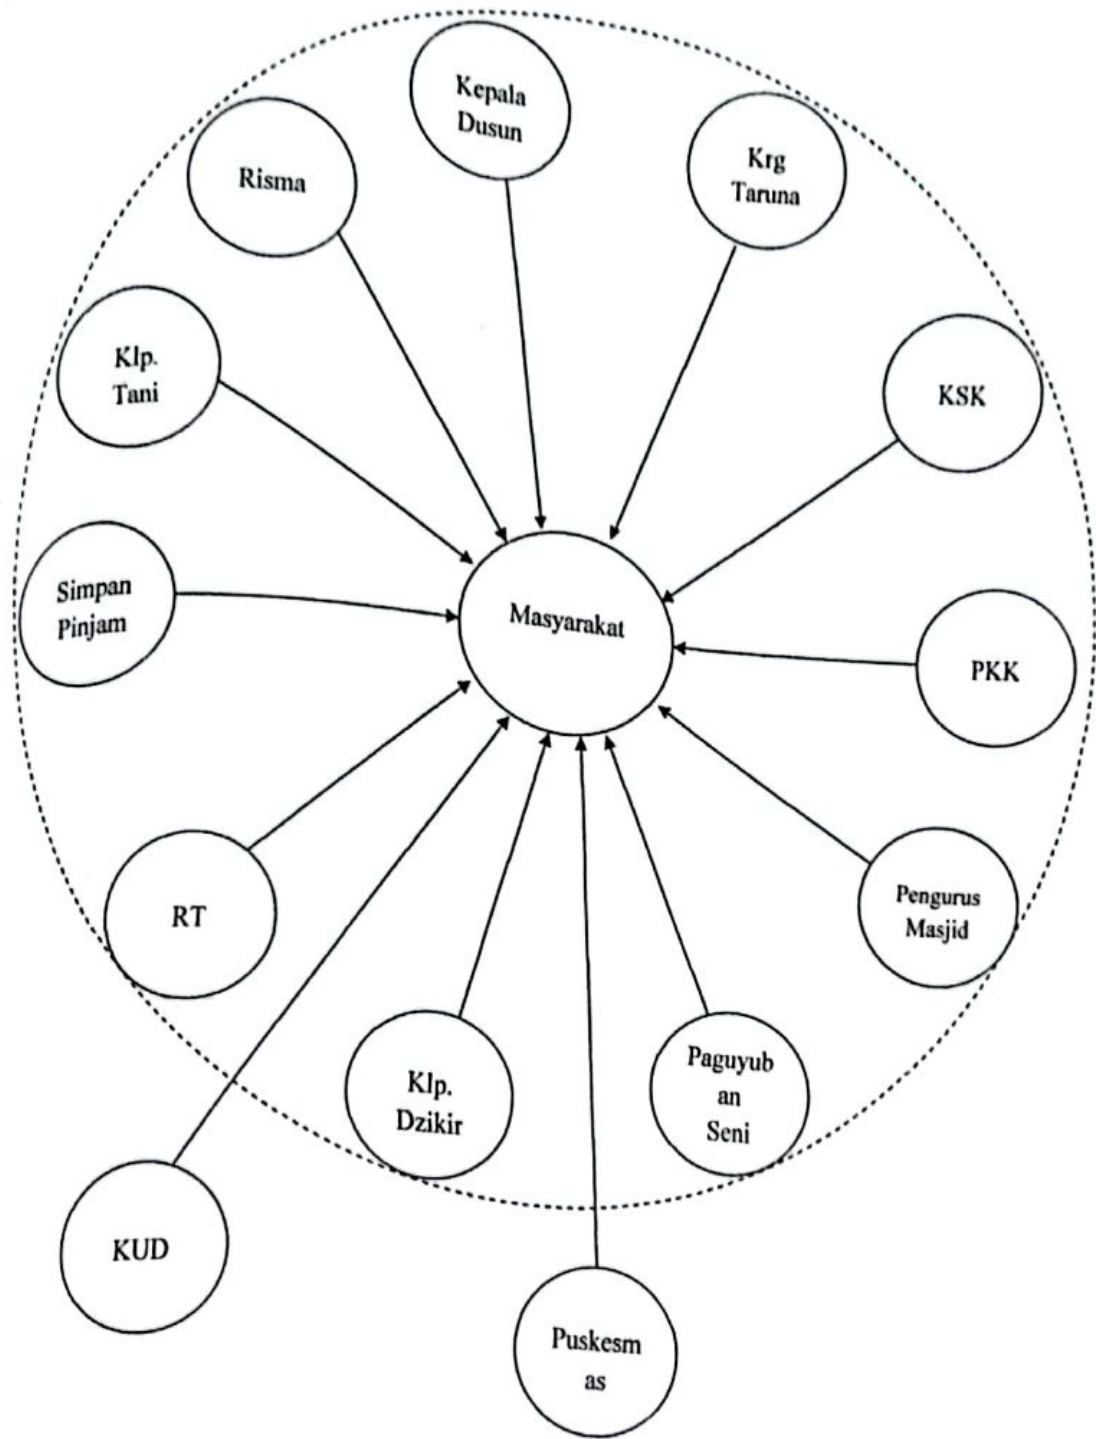 Kepala
Dusun
Krg
Taruna
Risma
Klp.
Tani
KSK
Simpan
Pinjam
Masyarakat
PKK
RT
Pengurus
Masjid
Klp.
Dzikir
Paguyub
an
Seni
KUD
Puskesm
as